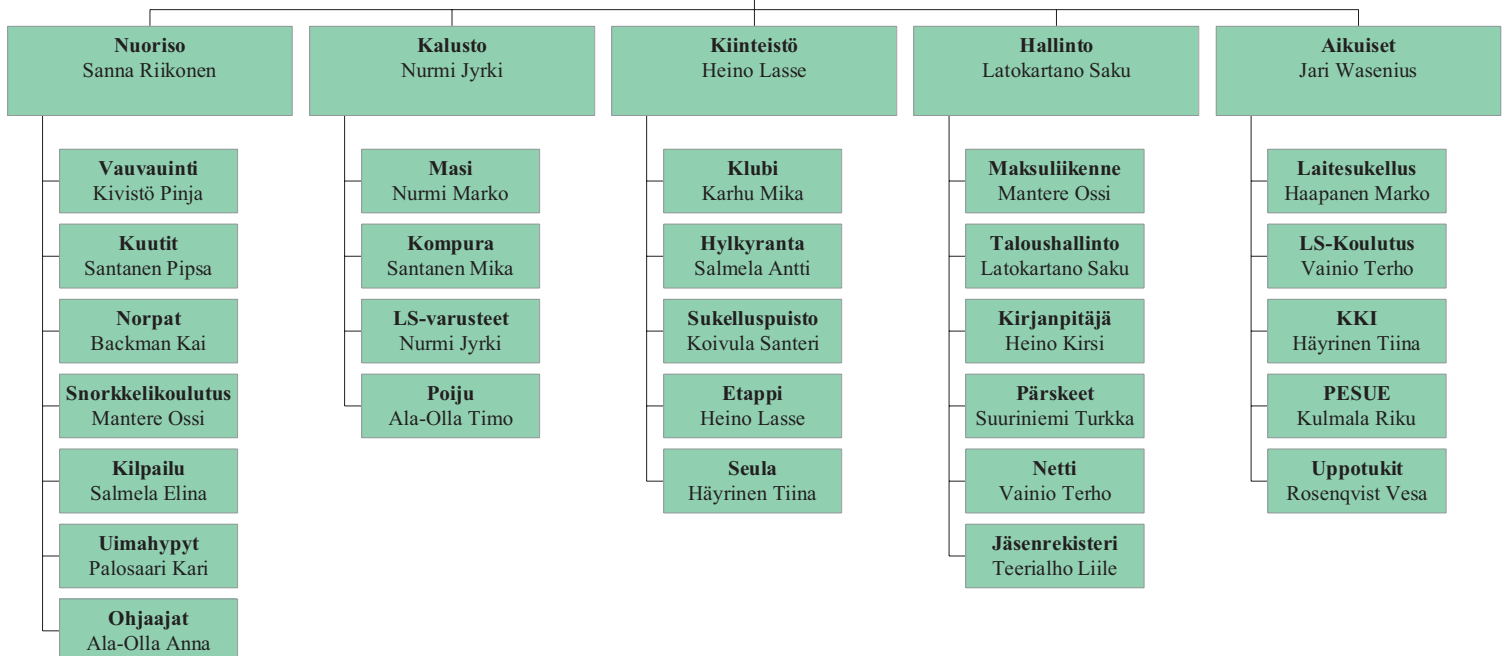 Nuoriso
Sanna Riikonen
Kalusto
Nurmi Jyrki
Kiinteistö
Heino Lasse
Hallinto
Latokartano Saku
Aikuiset
Jari Wasenius
Vauvauinti
Kivistö Pinja
Kuutit
Santanen Pipsa
Norpat
Backman Kai
Snorkkelikoulutus
Mantere Ossi
Kilpailu
Salmela Elina
Uimahypyt
Palosaari Kari
Ohjaajat
Ala-Olla Anna
Masi
Nurmi Marko
Kompura
Santanen Mika
LS-varusteet
Nurmi Jyrki
Poiju
Ala-Olla Timo
Klubi
Karhu Mika
Hylkyranta
Salmela Antti
Sukelluspuisto
Koivula Santeri
Etappi
Heino Lasse
Seula
Häyrinen Tiina
Maksuliikenne
Mantere Ossi
Taloushallinto
Latokartano Saku
Kirjanpitäjä
Heino Kirsi
Pärskeet
Suuriniemi Turkka
Netti
Vainio Terho
Jäsenrekisteri
Teerialho Liile
Laitesukellus
Haapanen Marko
LS-Koulutus
Vainio Terho
KKI
Häyrinen Tiina
PESUE
Kulmala Riku
Uppotukit
Rosenqvist Vesa